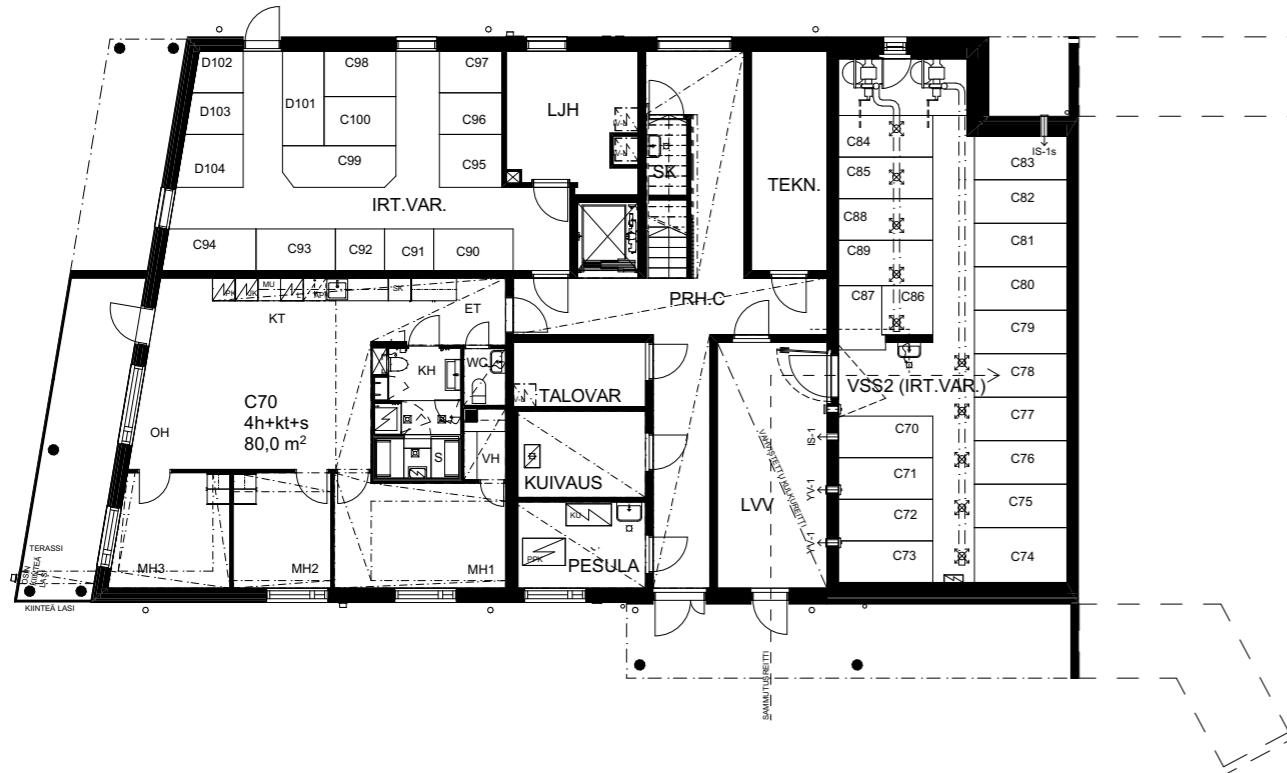 D102
C98
C97
D103
D101
C100
C96
D104
C99
C95
LJH
SK
TEKN.
IRT.VAR.
C94
C93
C92
C91
C90
C84
C85
C88
C89
C87
C86
C83
IS-1s
C82
C81
C80
C79
C78
C77
C76
C75
C74
VSS2 (IRT.VAR.)
C70
C71
C72
C73
IS-1
YV-1
YV-1
PRH-C
MU
SK
KT
ET
KH
WC
C70
4h+kt+s
80,0 m²
OH
S
VH
TALOVAR
KUIVAUS
KU
PPK
PESULA
LVV
VAHVISTETTU KULKUREITTI
MH3
MH2
MH1
TERASSI
KIINTEÄ LASI
SAMMUTUSREITTI